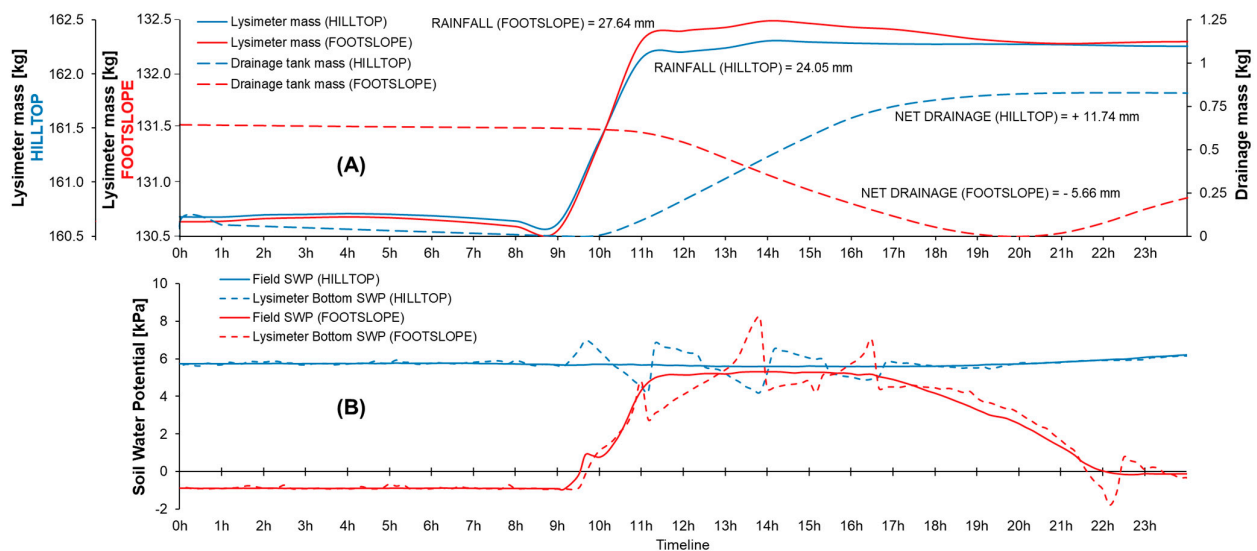 Lysimeter mass [kg]
HILLTOP
162.5
162.0
161.5
161.0
160.5
Lysimeter mass [kg]
FOOTSLOPE
132.5
132.0
131.5
131.0
130.5
Lysimeter mass (HILLTOP)
Lysimeter mass (FOOTSLOPE)
Drainage tank mass (HILLTOP)
Drainage tank mass (FOOTSLOPE)
RAINFALL (FOOTSLOPE) = 27.64 mm
RAINFALL (HILLTOP) = 24.05 mm
NET DRAINAGE (HILLTOP) = + 11.74 mm
NET DRAINAGE (FOOTSLOPE) = - 5.66 mm
(A)
1.25
1
0.75
0.5
0.25
0
Drainage mass [kg]
0h 1h 2h 3h 4h 5h 6h 7h 8h 9h 10h 11h 12h 13h 14h 15h 16h 17h 18h 19h 20h 21h 22h 23h
Soil Water Potential [kPa]
10
8
6
4
2
0
-2
Field SWP (HILLTOP)
Lysimeter Bottom SWP (HILLTOP)
Field SWP (FOOTSLOPE)
Lysimeter Bottom SWP (FOOTSLOPE)
(B)
0h 1h 2h 3h 4h 5h 6h 7h 8h 9h 10h 11h 12h 13h 14h 15h 16h 17h 18h 19h 20h 21h 22h 23h
Timeline